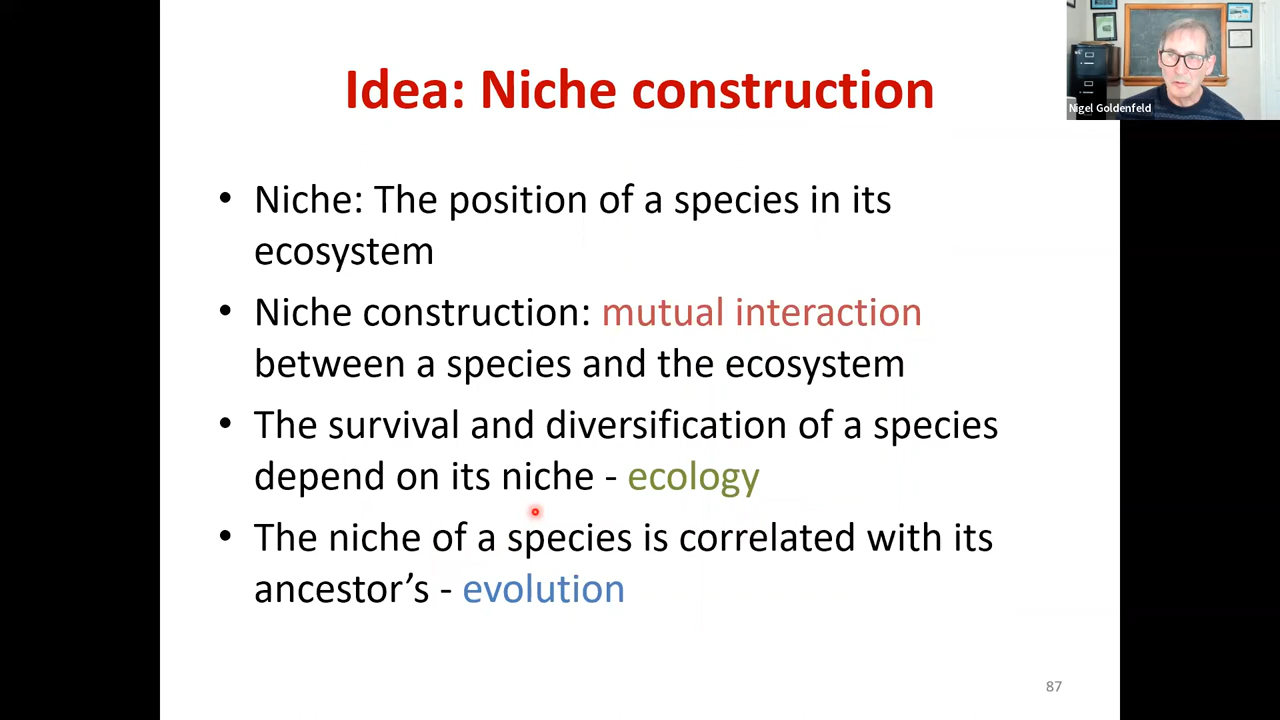 Idea: Niche construction
Nigel Goldenfeld
• Niche: The position of a species in its
ecosystem
• Niche construction: mutual interaction
between a species and the ecosystem
• The survival and diversification of a species
depend on its niche - ecology
• The niche of a species is correlated with its
ancestor’s - evolution
87